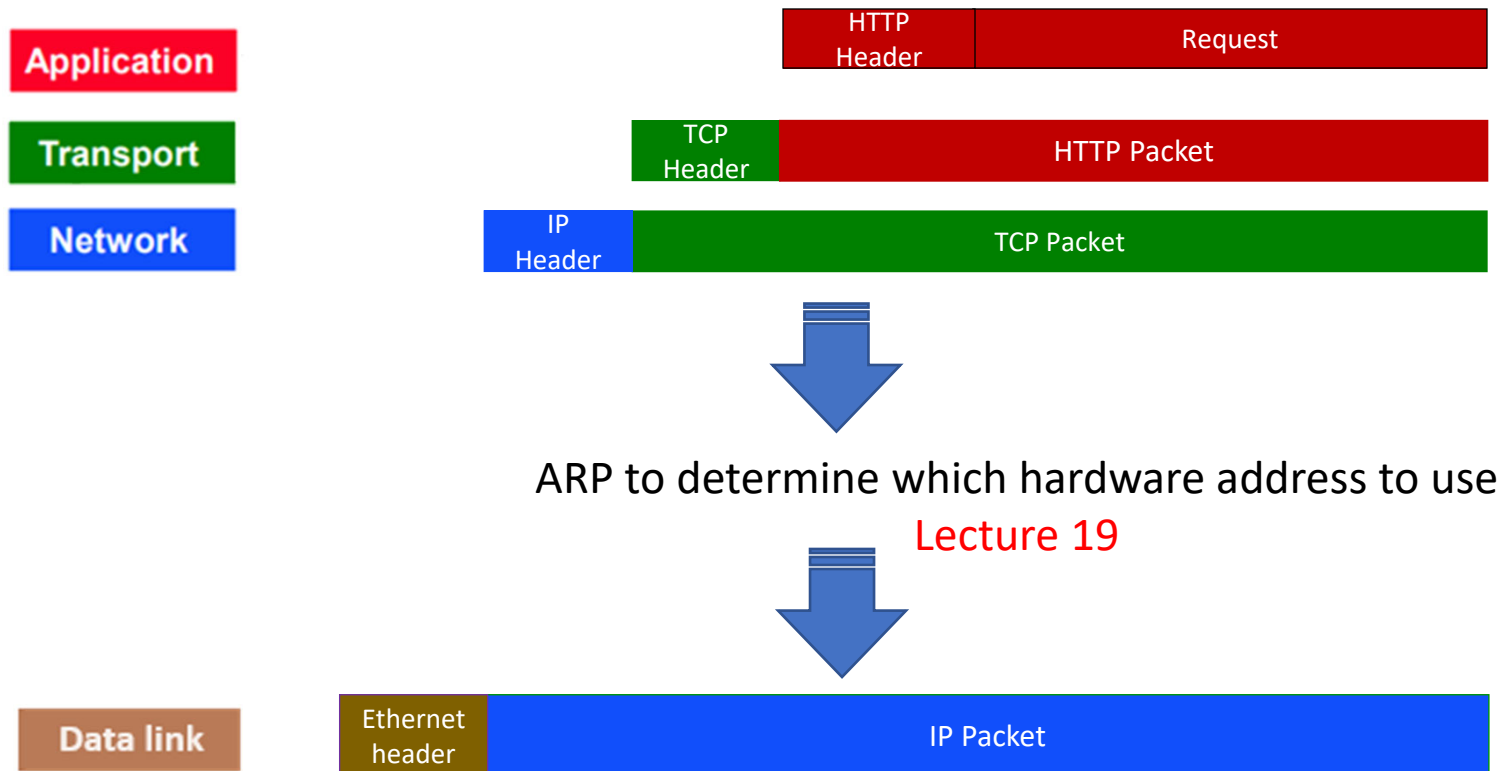 Application
HTTP
Header
Request
Transport
TCP
Header
HTTP Packet
Network
IP
Header
TCP Packet
ARP to determine which hardware address to use
Lecture 19
Data link
Ethernet
header
IP Packet